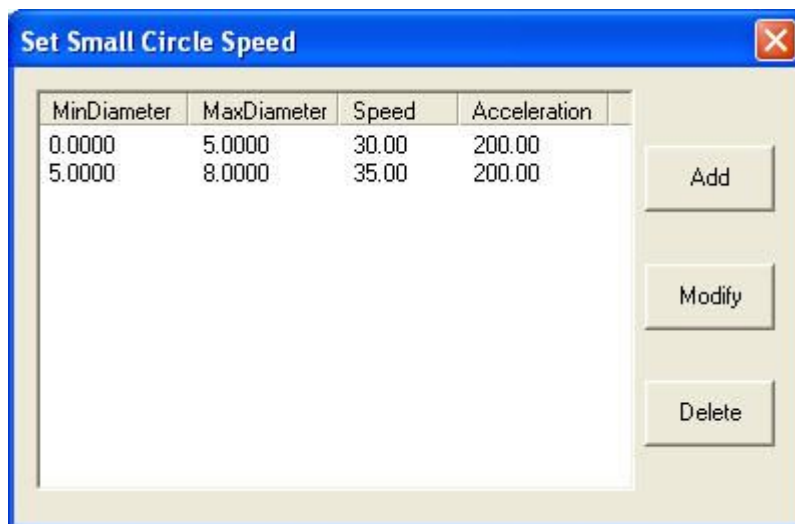 Set Small Circle Speed
MinDiameter MaxDiameter Speed Acceleration
0.0000 5.0000 30.00 200.00
5.0000 8.0000 35.00 200.00
Add
Modify
Delete